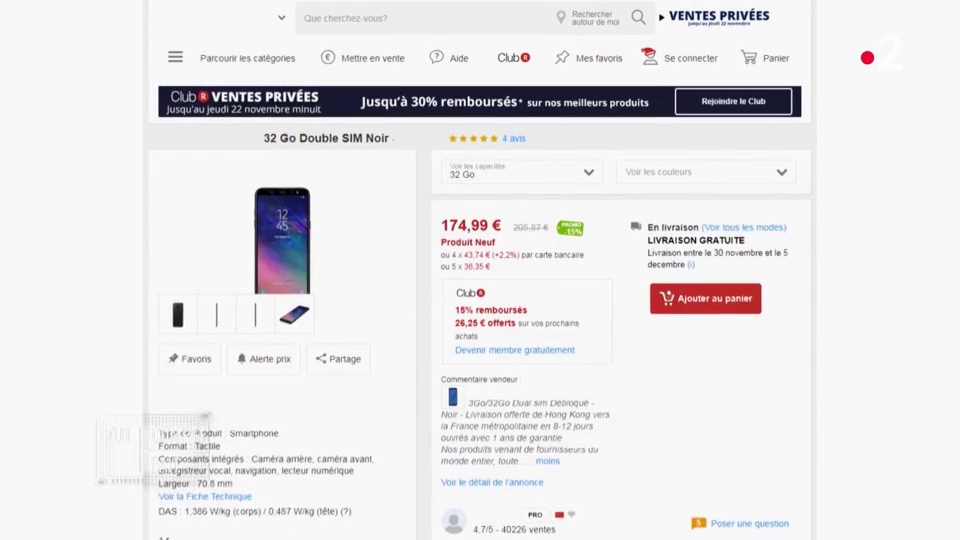 Que cherchez-vous?
Rechercher
autour de moi
VENTES PRIVÉES
jusqu'au jeudi 22 novembre
2
Parcourir les catégories
€ Mettre en vente
? Aide
Club R
Mes favoris
Se connecter
Panier
Club R VENTES PRIVÉES
Jusqu'au jeudi 22 novembre minuit
Jusqu'à 30% remboursés* sur nos meilleurs produits
Rejoindre le Club
32 Go Double SIM Noir -
4 avis
Voir les capacités
32 Go
Voir les couleurs
12
45
174,99 € 205,87 € PROMO
-15%
Produit Neuf
ou 4 x 43,74 € (+2,2%) par carte bancaire
ou 5 x 36,35 €
En livraison (Voir tous les modes)
LIVRAISON GRATUITE
Livraison entre le 30 novembre et le 5
decembre (i)
Ajouter au panier
Club R
15% remboursés
26,25 € offerts sur vos prochains
achats
Devenir membre gratuitement
Favoris
Alerte prix
Partage
Commentaire vendeur :
3Go/32Go Dual sim Débloqué -
Noir - Livraison offerte de Hong Kong vers
la France métropolitaine en 8-12 jours
ouvrés avec 1 ans de garantie
Nos produits venant de fournisseurs du
monde entier, toute...... moins
Voir le détail de l'annonce
Type de Produit : Smartphone
Format : Tactile
Composants intégrés : Caméra arrière, caméra avant,
enregistreur vocal, navigation, lecteur numérique
Largeur : 70.8 mm
Voir la Fiche Technique
DAS : 1,386 W/kg (corps) / 0,487 W/kg (tête) (?)
PRO
4,7/5 - 40226 ventes
Poser une question